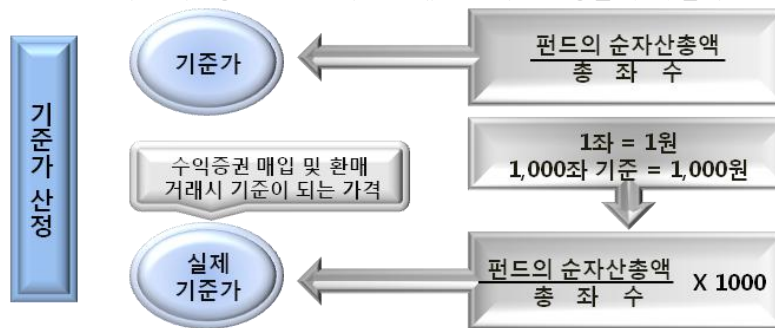 기준가 산정
기준가
펀드의 순자산총액
총 좌 수
수익증권 매입 및 환매
거래시 기준이 되는 가격
1좌 = 1원
1,000좌 기준 = 1,000원
실제
기준가
펀드의 순자산총액
총 좌 수
X 1000